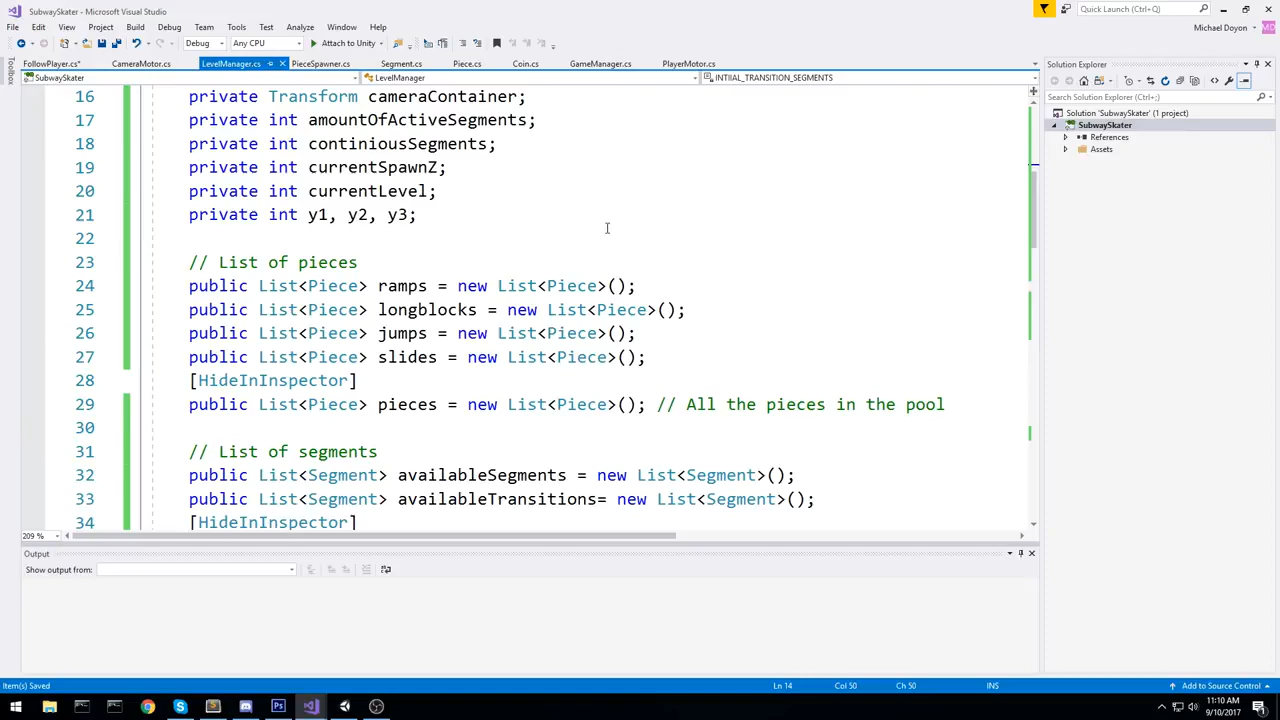 SubwaySkater - Microsoft Visual Studio
Quick Launch (Ctrl+Q)
File Edit View Project Build Debug Team Tools Test Analyze Window Help
Michael Doyon
MD
Debug Any CPU Attach to Unity
Toolbox
FollowPlayer.cs* CameraMotor.cs LevelManager.cs PieceSpawner.cs Segment.cs Piece.cs Coin.cs GameManager.cs PlayerMotor.cs
SubwaySkater LevelManager INTIIAL_TRANSITION_SEGMENTS
16 private Transform cameraContainer;
17 private int amountOfActiveSegments;
18 private int continiousSegments;
19 private int currentSpawnZ;
20 private int currentLevel;
21 private int y1, y2, y3;
22
23 // List of pieces
24 public List<Piece> ramps = new List<Piece>();
25 public List<Piece> longblocks = new List<Piece>();
26 public List<Piece> jumps = new List<Piece>();
27 public List<Piece> slides = new List<Piece>();
28 [HideInInspector]
29 public List<Piece> pieces = new List<Piece>(); // All the pieces in the pool
30
31 // List of segments
32 public List<Segment> availableSegments = new List<Segment>();
33 public List<Segment> availableTransitions= new List<Segment>();
34 [HideInInspector]
209 %
Output
Show output from:
Solution Explorer
Search Solution Explorer (Ctrl+;)
Solution 'SubwaySkater' (1 project)
SubwaySkater
References
Assets
Item(s) Saved Ln 14 Col 50 Ch 50 INS Add to Source Control
11:10 AM
9/10/2017